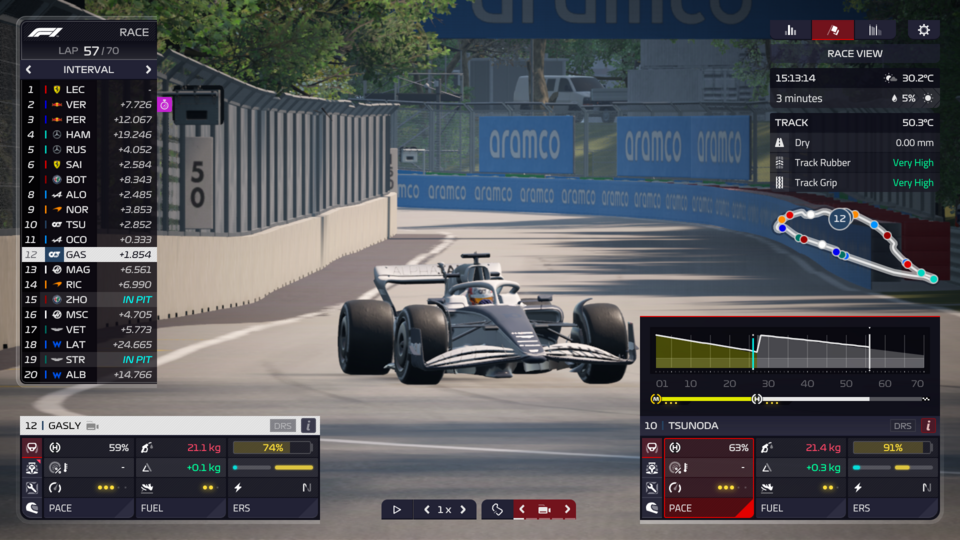 aramco
F1 RACE
LAP 57/70
INTERVAL
1 LEC -
2 VER +7.726
3 PER +12.067
4 HAM +19.246
5 RUS +4.052
6 SAI +2.584
7 BOT +8.343
8 ALO +2.485
9 NOR +3.853
10 TSU +2.852
11 OCO +0.333
12 GAS +1.854
13 MAG +6.561
14 RIC +6.990
15 ZHO IN PIT
16 MSC +4.705
17 VET +5.773
18 LAT +24.665
19 STR IN PIT
20 ALB +14.766
50
aramco
aramco
aramco aramco aramco aramco aramco
RACE VIEW
15:13:14 30.2°C
3 minutes 5%
TRACK 50.3°C
Dry 0.00 mm
Track Rubber Very High
Track Grip Very High
12
01 10 20 30 40 50 60 70
M H
12 GASLY DRS i
H 59% 21.1 kg 74%
- +0.1 kg
N
PACE FUEL ERS
1x
10 TSUNODA DRS i
H 63% 21.4 kg 91%
- +0.3 kg
N
PACE FUEL ERS